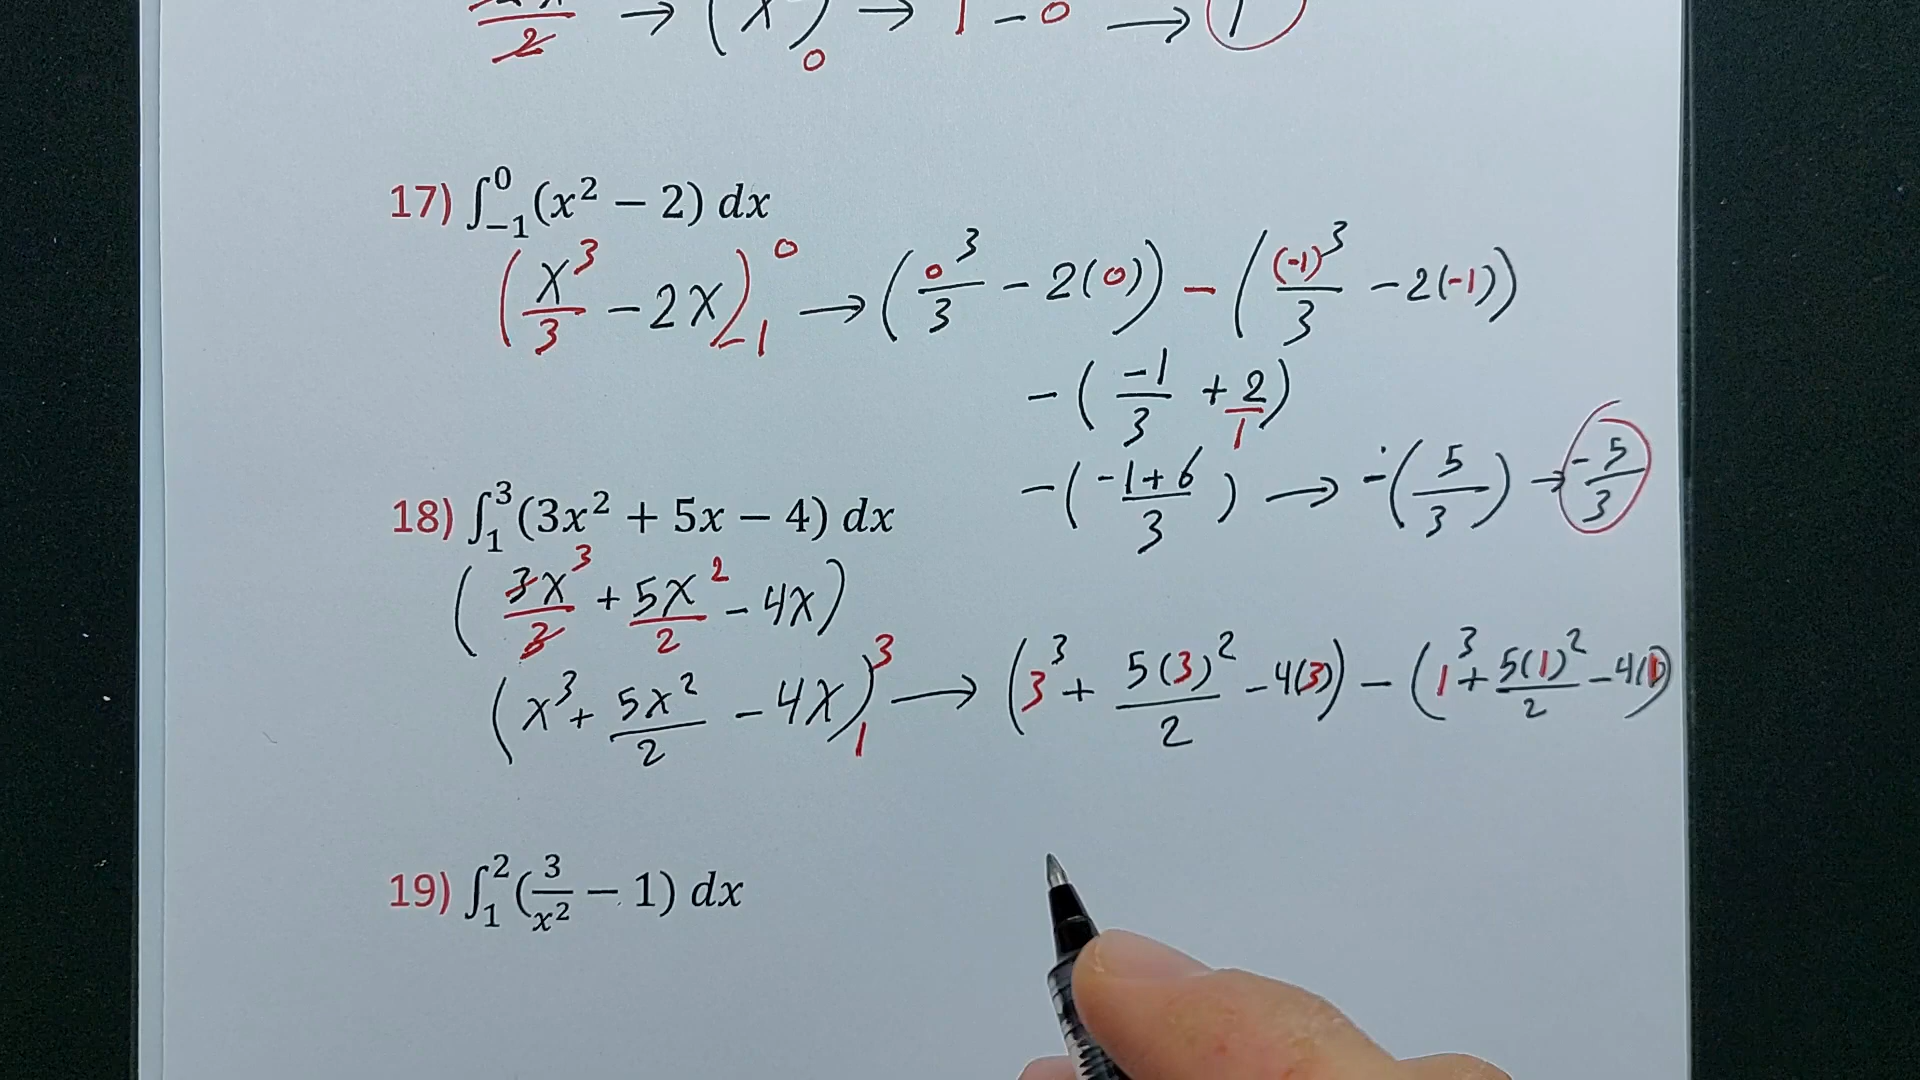 2 → (x)₀ → 1 - 0 → 1
17) ∫₋₁⁰ (x² − 2) dx
(x³/3 - 2x)₋₁⁰ → (0³/3 - 2(0)) - ((-1)³/3 - 2(-1))
-(-1/3 + 2/1)
-((-1+6)/3) → -(5/3) → -5/3
18) ∫₁³ (3x² + 5x − 4) dx
(3x³/3 + 5x²/2 - 4x)
(x³ + 5x²/2 - 4x)₁³ → (3³ + 5(3)²/2 - 4(3)) - (1³ + 5(1)²/2 - 4(1))
19) ∫₁² (3/x² − 1) dx